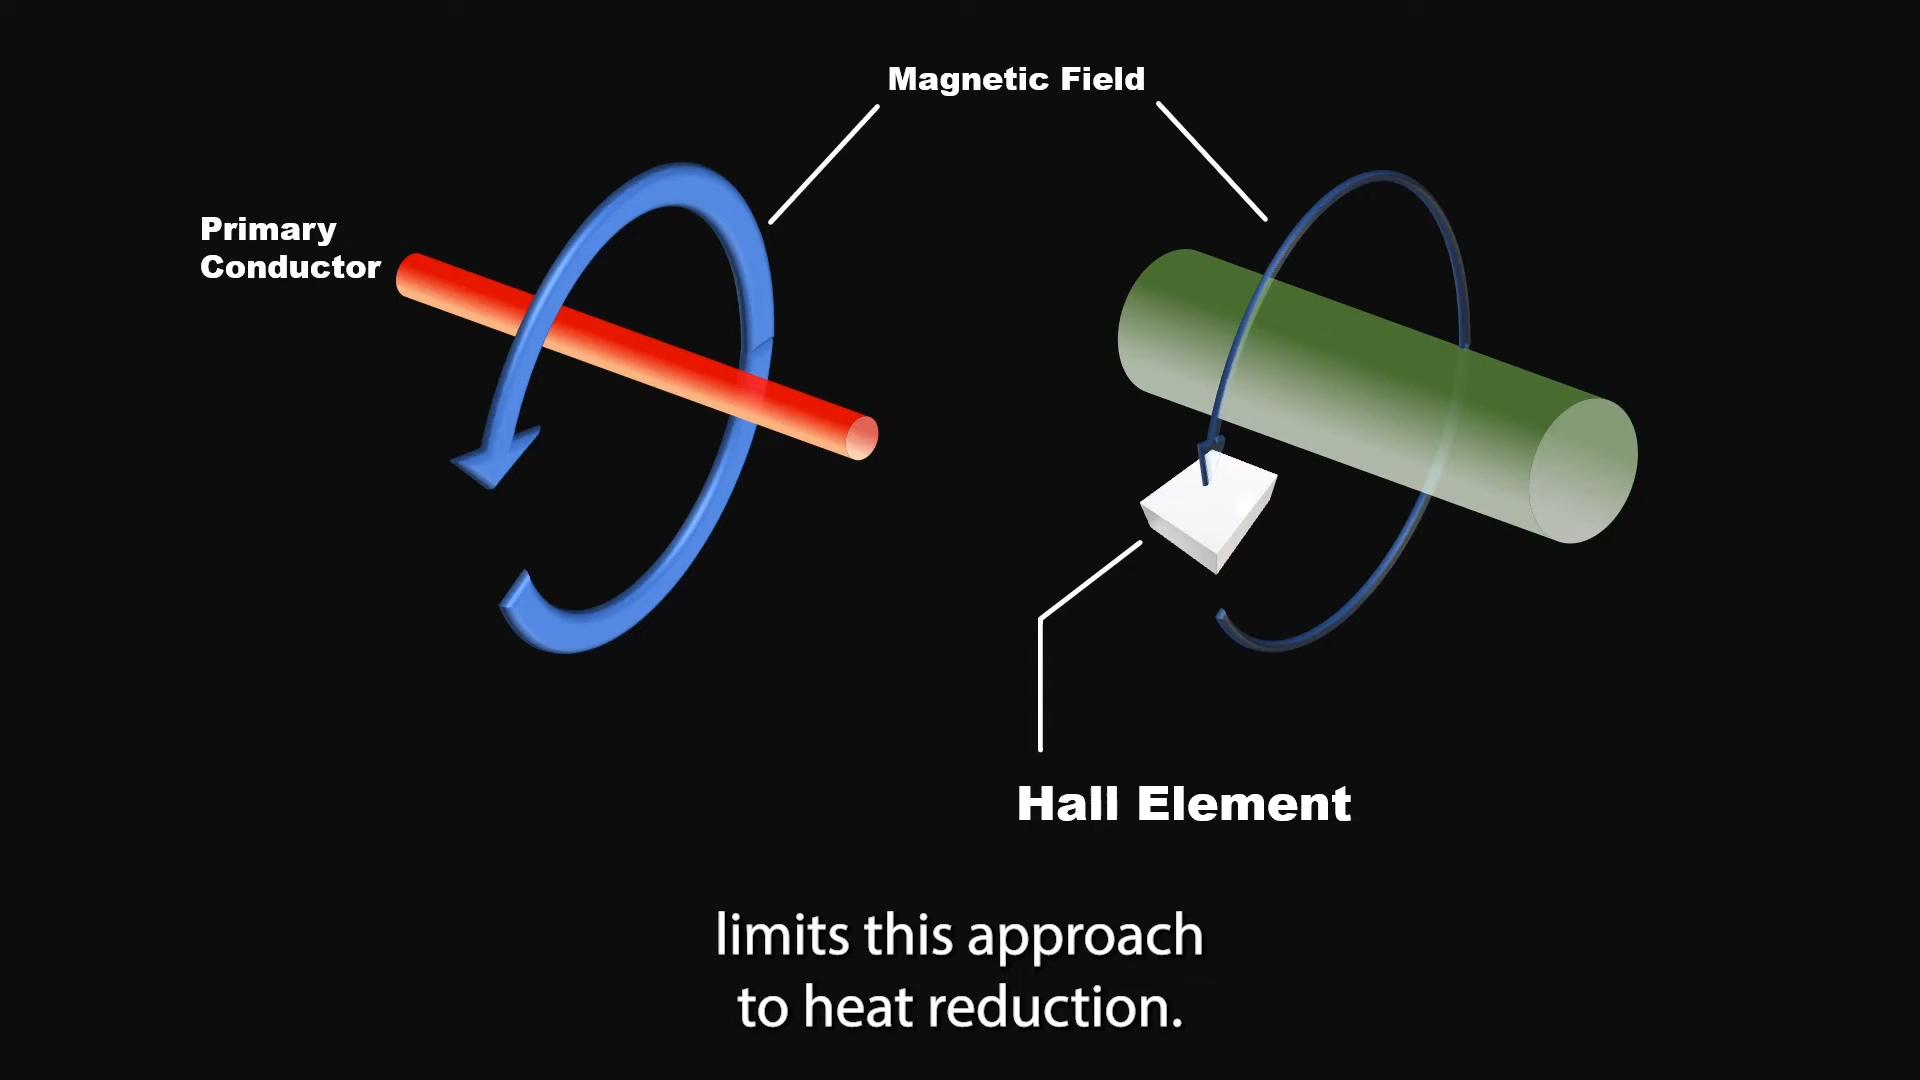 Magnetic Field
Primary
Conductor
Hall Element
limits this approach
to heat reduction.